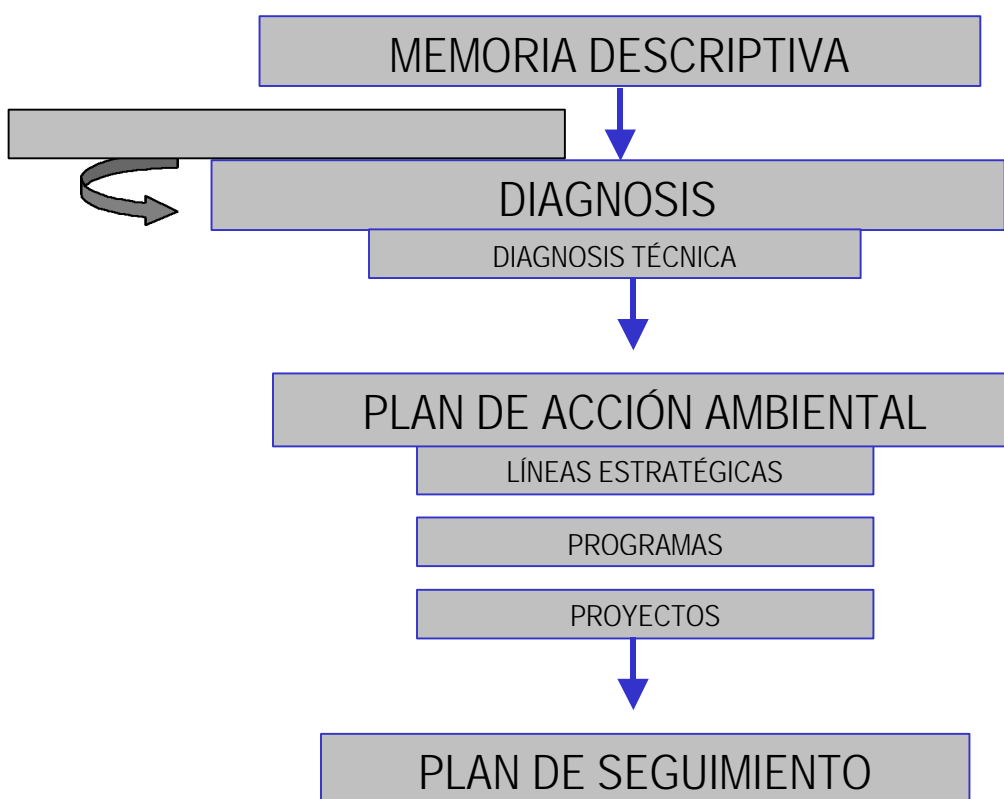 MEMORIA DESCRIPTIVA
DIAGNOSIS
DIAGNOSIS TÉCNICA
PLAN DE ACCIÓN AMBIENTAL
LÍNEAS ESTRATÉGICAS
PROGRAMAS
PROYECTOS
PLAN DE SEGUIMIENTO